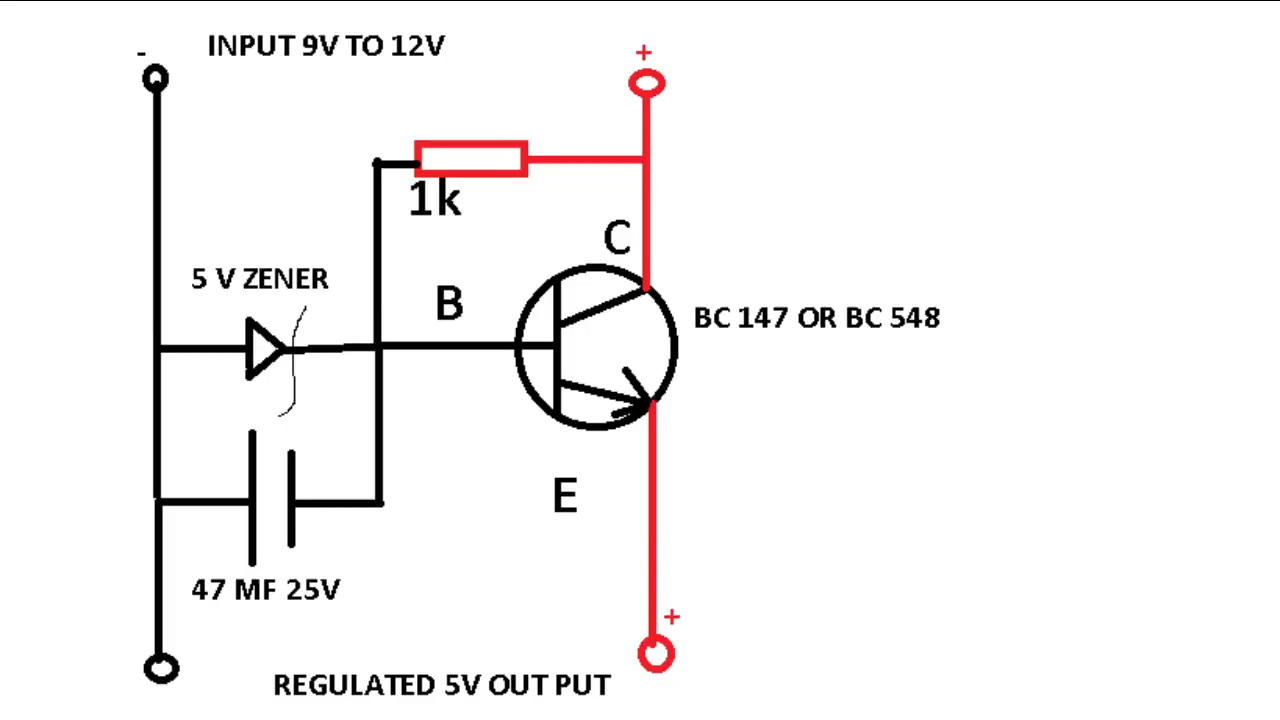 - INPUT 9V TO 12V +
1k
C
5 V ZENER
B
BC 147 OR BC 548
E
47 MF 25V
+
REGULATED 5V OUT PUT